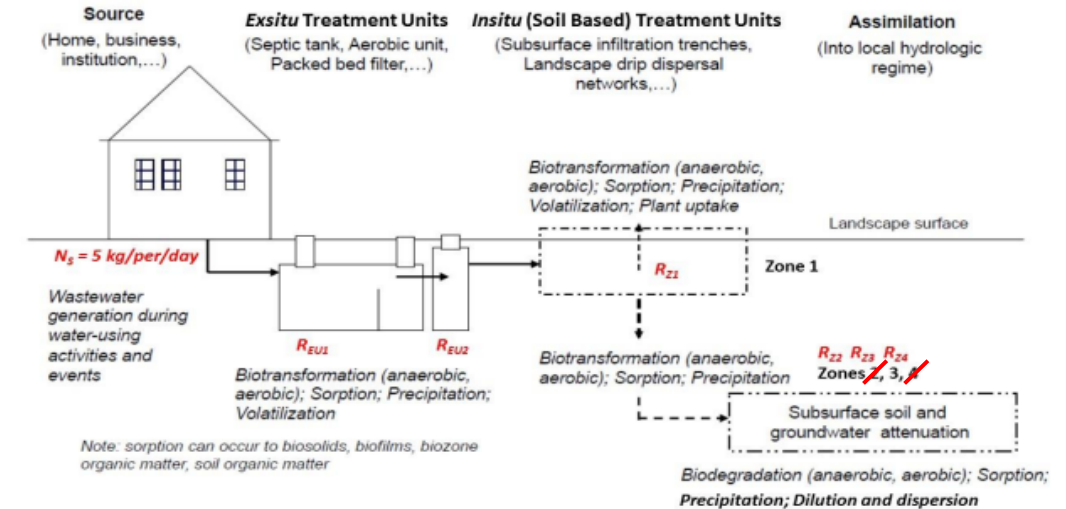 Source
(Home, business,
institution,…)
Exsitu Treatment Units
(Septic tank, Aerobic unit,
Packed bed filter,…)
Insitu (Soil Based) Treatment Units
(Subsurface infiltration trenches,
Landscape drip dispersal
networks,…)
Assimilation
(Into local hydrologic
regime)
Biotransformation (anaerobic,
aerobic); Sorption; Precipitation;
Volatilization; Plant uptake
Landscape surface
NS = 5 kg/per/day
RZ1
Zone 1
Wastewater
generation during
water-using
activities and
events
REU1
REU2
Biotransformation (anaerobic,
aerobic); Sorption; Precipitation;
Volatilization
Biotransformation (anaerobic,
aerobic); Sorption; Precipitation
RZ2 RZ3 RZ4
Zones 2, 3, 4
Subsurface soil and
groundwater attenuation
Note: sorption can occur to biosolids, biofilms, biozone
organic matter, soil organic matter
Biodegradation (anaerobic, aerobic); Sorption;
Precipitation; Dilution and dispersion